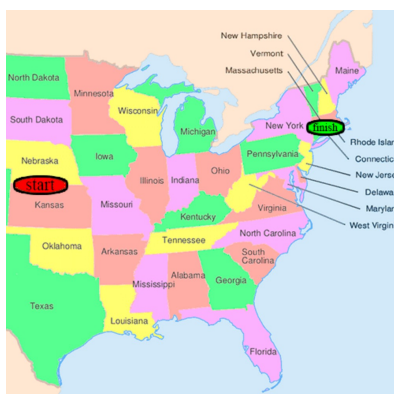 New Hampshire
Vermont
Massachusetts
Maine
North Dakota
Minnesota
South Dakota
Wisconsin
Michigan
New York
finish
Rhode Islan
Connectic
New Jerse
Delawa
Marylar
West Virgin
Nebraska
Iowa
Pennsylvania
start
Kansas
Missouri
Illinois
Indiana
Ohio
Virginia
Kentucky
Oklahoma
Arkansas
Tennessee
North Carolina
South
Carolina
Texas
Louisiana
Mississippi
Alabama
Georgia
Florida